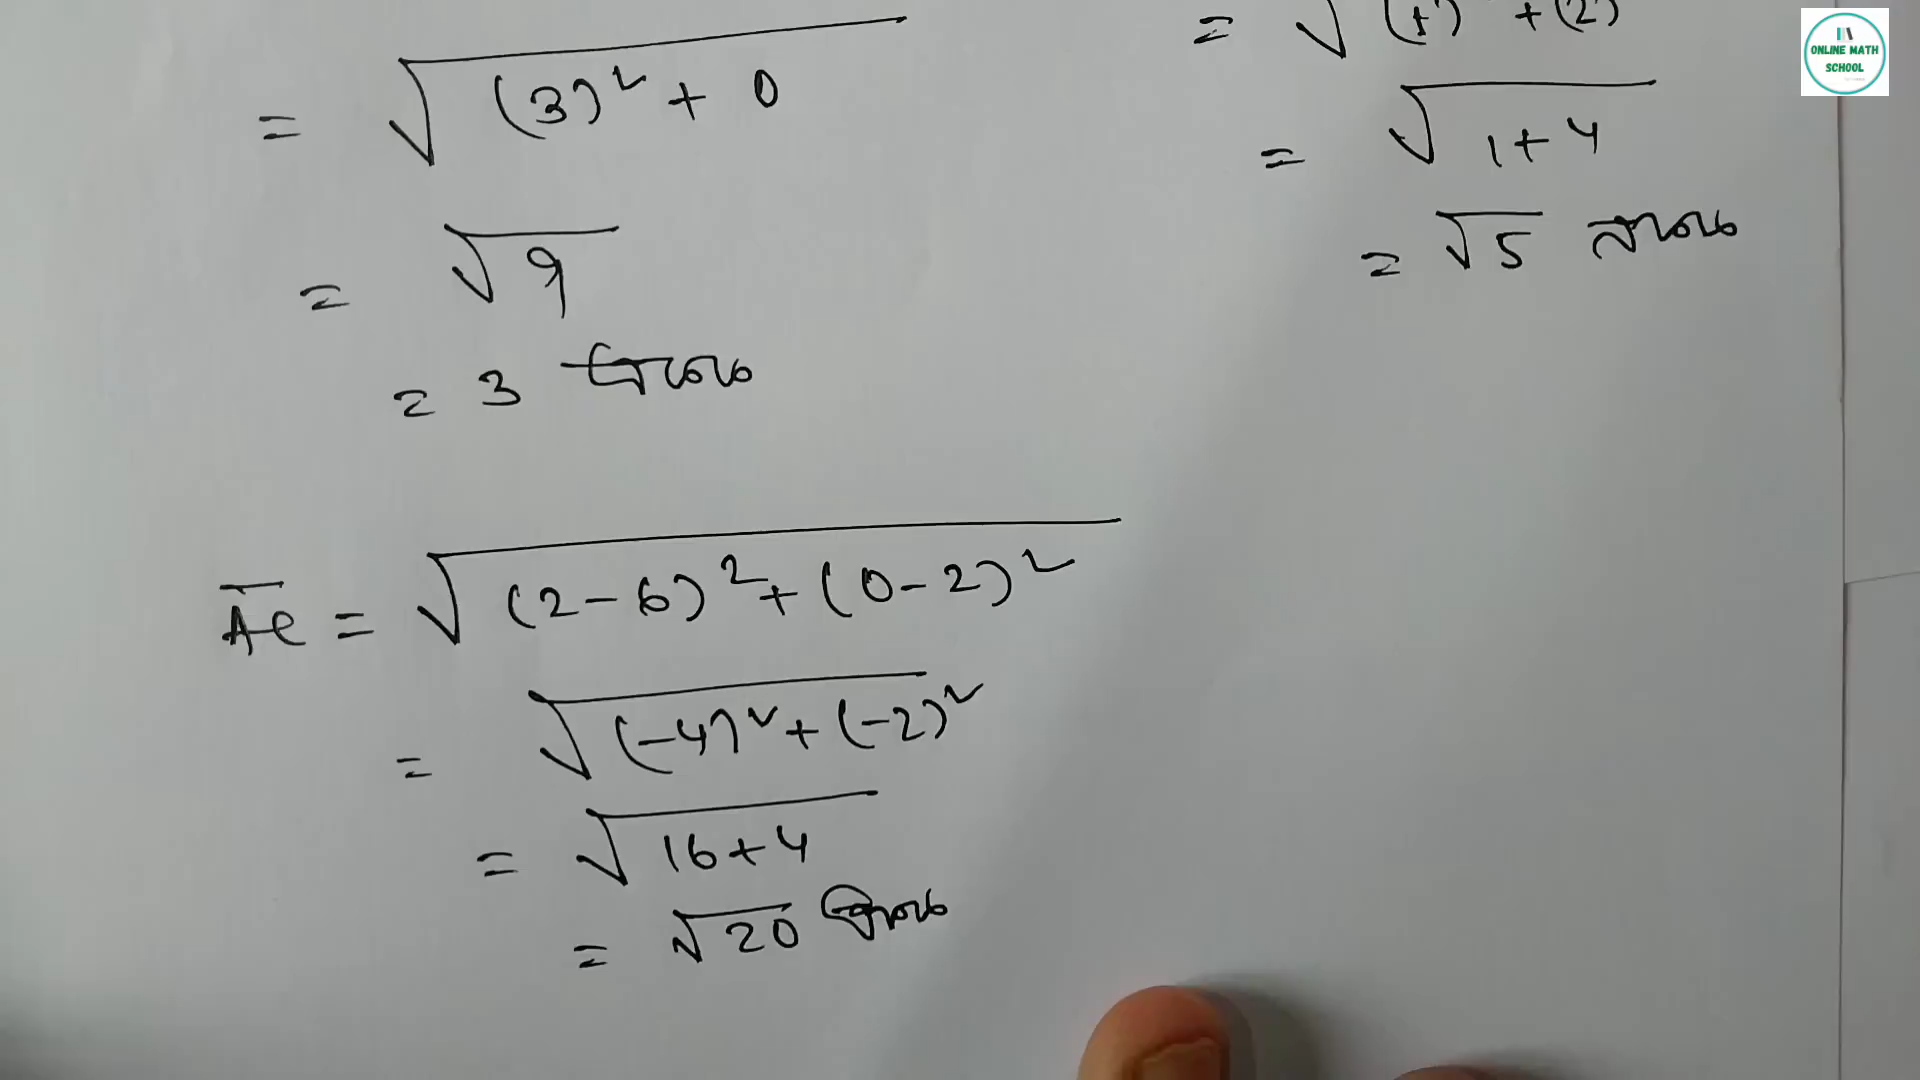 = √(3)² + 0
= √9
= 3 একক
= √(1)² + (2)
= √1+4
= √5 একক
AC = √(2-6)² + (0-2)²
= √(-4)² + (-2)²
= √16+4
= √20 একক
ONLINE MATH
SCHOOL